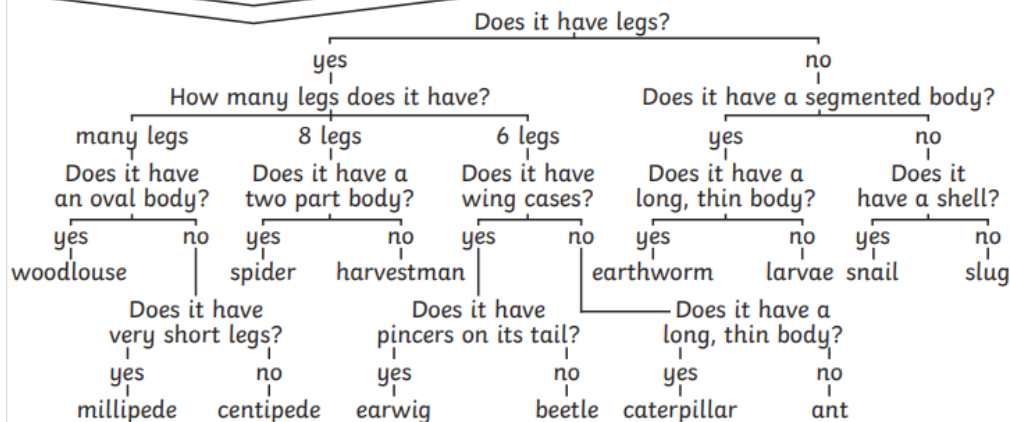 Does it have legs?
yes no
How many legs does it have? Does it have a segmented body?
many legs 8 legs 6 legs yes no
Does it have Does it have a Does it have Does it have a Does it
an oval body? two part body? wing cases? long, thin body? have a shell?
yes no yes no yes no yes no yes no
woodlouse spider harvestman earthworm larvae snail slug
Does it have Does it have Does it have a
very short legs? pincers on its tail? long, thin body?
yes no yes no yes no
millipede centipede earwig beetle caterpillar ant